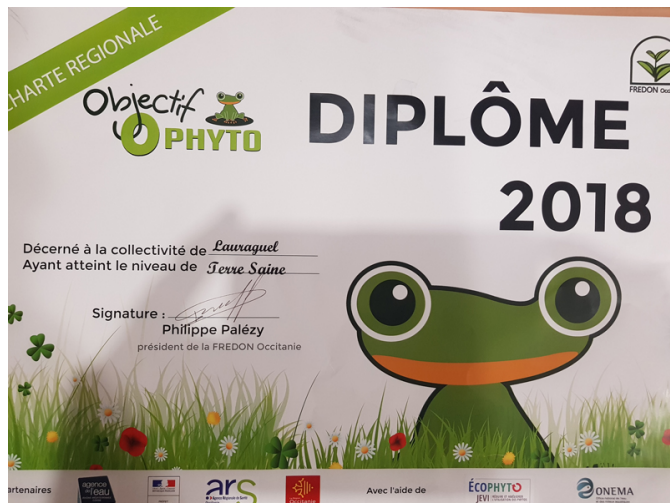 CHARTE REGIONALE
Objectif
O PHYTO
DIPLÔME
2018
FREDON
Décerné à la collectivité de Lauraguel
Ayant atteint le niveau de Terre Saine
Signature :
Philippe Palézy
président de la FREDON Occitanie
artenaires
agence de l'eau
ars
Occitanie
Avec l'aide de
ÉCOPHYTO
JEVI
ONEMA